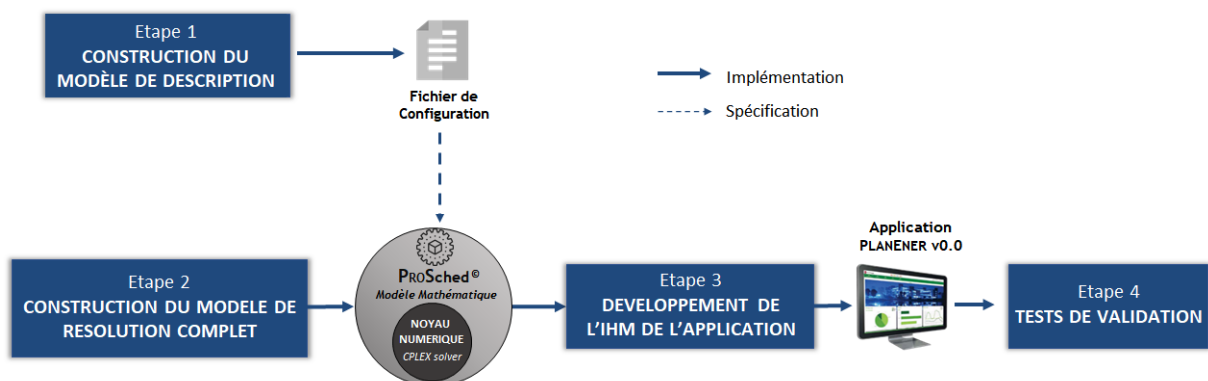 Etape 1
CONSTRUCTION DU
MODÈLE DE DESCRIPTION
Fichier de
Configuration
Implémentation
Spécification
Etape 2
CONSTRUCTION DU MODELE DE
RESOLUTION COMPLET
PROSched©
Modèle Mathématique
NOYAU
NUMERIQUE
CPLEX solver
Etape 3
DEVELOPPEMENT DE
L'IHM DE L'APPLICATION
Application
PLANENER V0.0
Etape 4
TESTS DE VALIDATION